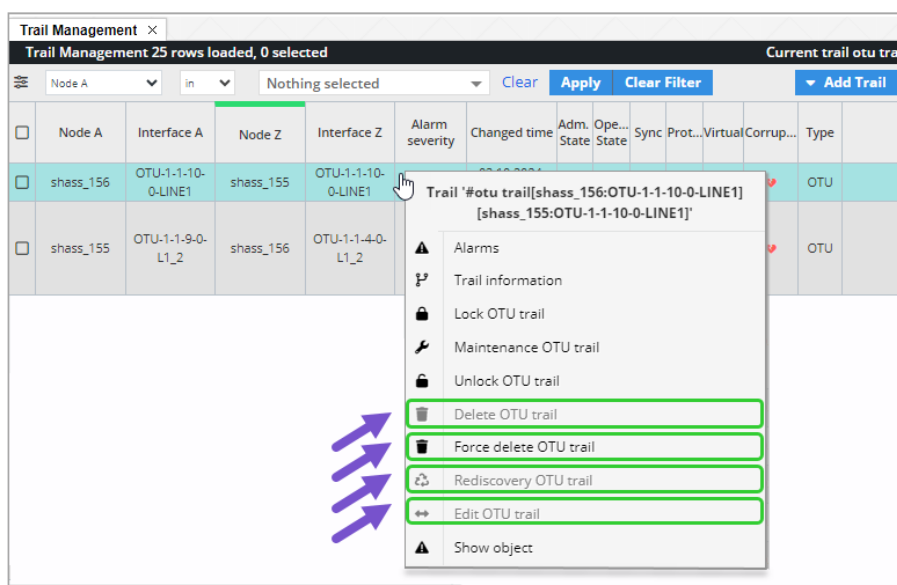 Trail Management ×
Trail Management 25 rows loaded, 0 selected
Current trail otu tra
Node A
in
Nothing selected
Clear
Apply
Clear Filter
Add Trail
Node A
Interface A
Node Z
Interface Z
Alarm
severity
Changed time
Adm.
State
Ope...
State
Sync
Prot...
Virtual
Corrup...
Type
shass_156
OTU-1-1-10-
0-LINE1
shass_155
OTU-1-1-10-
0-LINE1
OTU
shass_155
OTU-1-1-9-0-
L1_2
shass_156
OTU-1-1-4-0-
L1_2
OTU
Trail '#otu trail[shass_156:OTU-1-1-10-0-LINE1]
[shass_155:OTU-1-1-10-0-LINE1]'
Alarms
Trail information
Lock OTU trail
Maintenance OTU trail
Unlock OTU trail
Delete OTU trail
Force delete OTU trail
Rediscovery OTU trail
Edit OTU trail
Show object